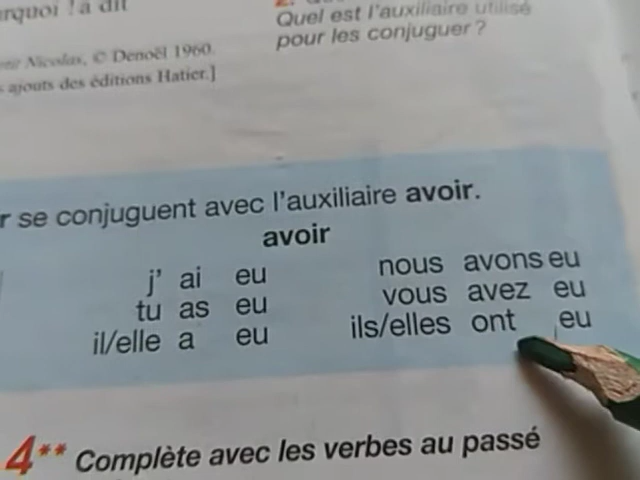 ! a dit
Nicolas, © Denoël 1960.
ajouts des éditions Hatier.]
Quel est l'auxiliaire utilisé
pour les conjuguer ?
r se conjuguent avec l'auxiliaire avoir.
avoir
j' ai eu
tu as eu
il/elle a eu
nous avons eu
vous avez eu
ils/elles ont eu
4** Complète avec les verbes au passé